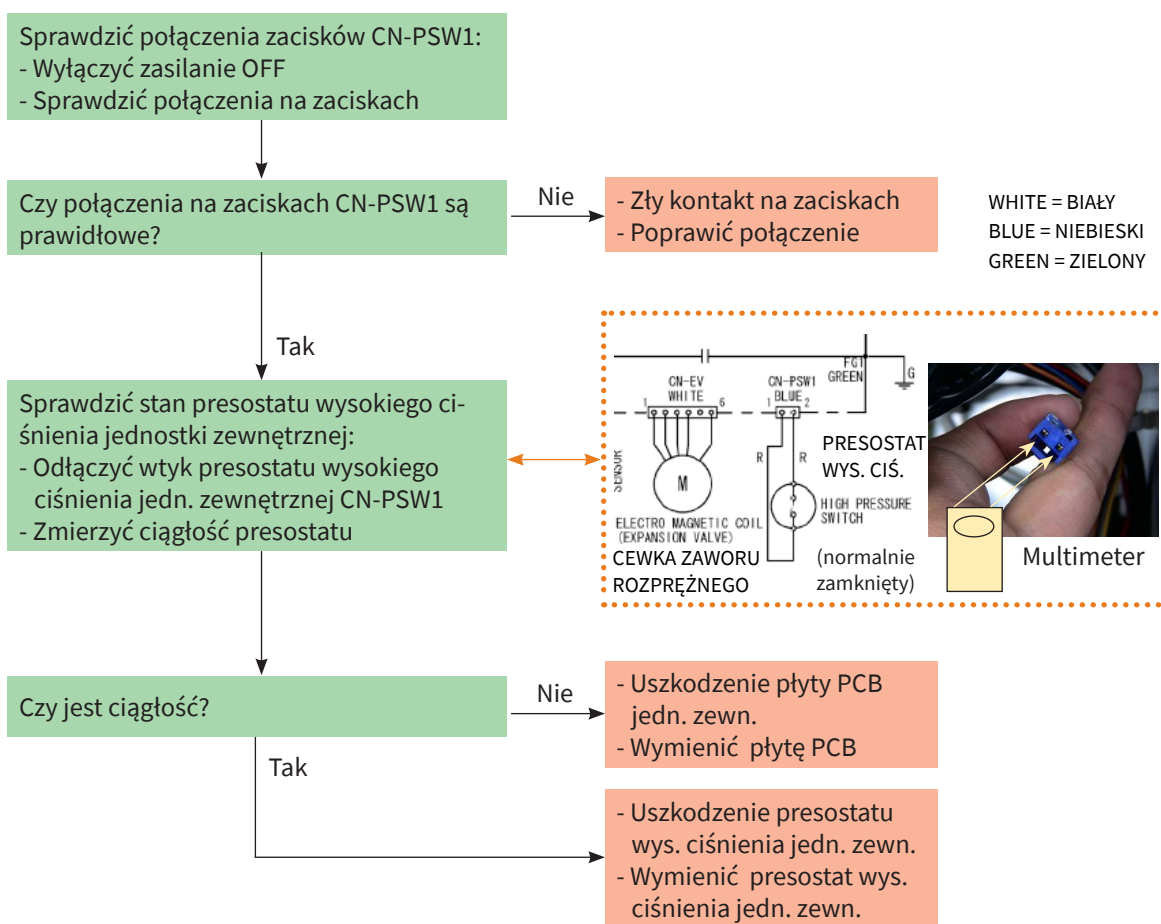 Sprawdzić połączenia zacisków CN-PSW1:
- Wyłączyć zasilanie OFF
- Sprawdzić połączenia na zaciskach
Czy połączenia na zaciskach CN-PSW1 są
prawidłowe?
Nie
- Zły kontakt na zaciskach
- Poprawić połączenie
WHITE = BIAŁY
BLUE = NIEBIESKI
GREEN = ZIELONY
Tak
Sprawdzić stan presostatu wysokiego ci-
śnienia jednostki zewnętrznej:
- Odłączyć wtyk presostatu wysokiego
ciśnienia jedn. zewnętrznej CN-PSW1
- Zmierzyć ciągłość presostatu
FG1
GREEN
G
CN-EV
WHITE
1
6
CN-PSW1
BLUE
1
2
SENSOR
M
R
R
PRESOSTAT
WYS. CIŚ.
HIGH PRESSURE
SWITCH
ELECTRO MAGNETIC COIL
(EXPANSION VALVE)
CEWKA ZAWORU
ROZPRĘŻNEGO
(normalnie
zamknięty)
Multimeter
Czy jest ciągłość?
Nie
- Uszkodzenie płyty PCB
jedn. zewn.
- Wymienić płytę PCB
Tak
- Uszkodzenie presostatu
wys. ciśnienia jedn. zewn.
- Wymienić presostat wys.
ciśnienia jedn. zewn.